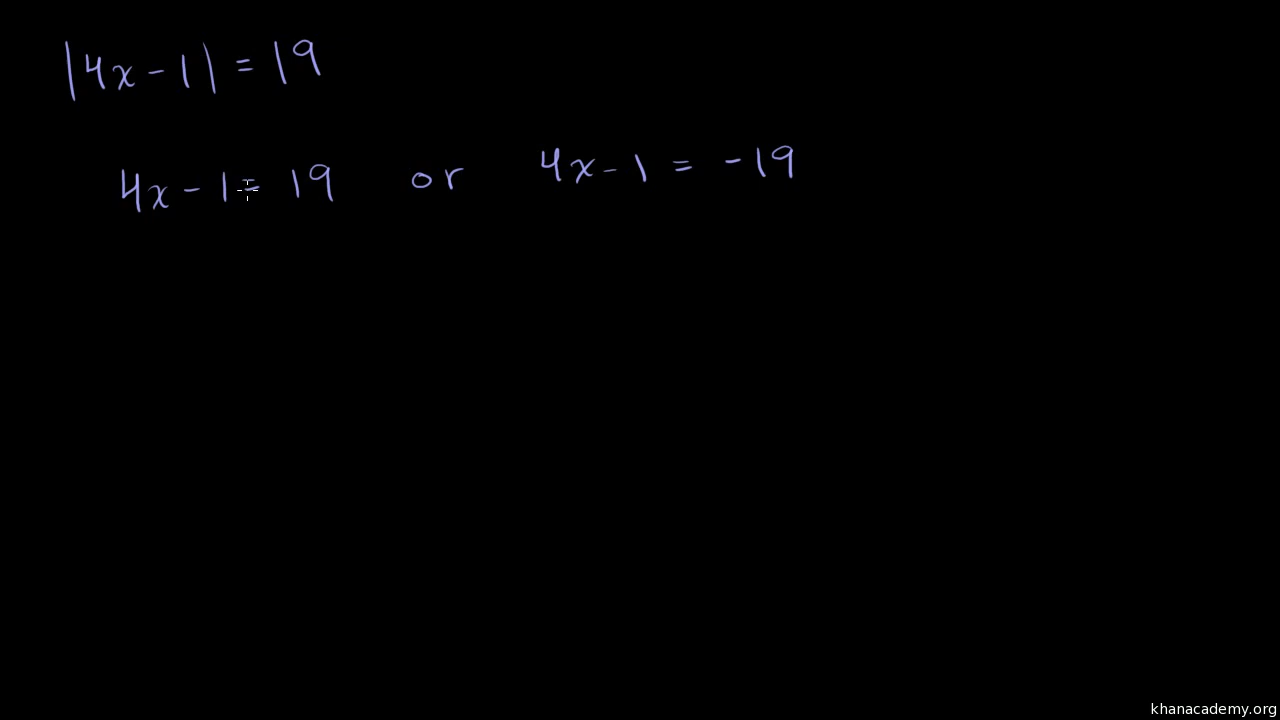 |4x - 1| = 19
4x - 1 = 19 or 4x - 1 = -19
khanacademy.org